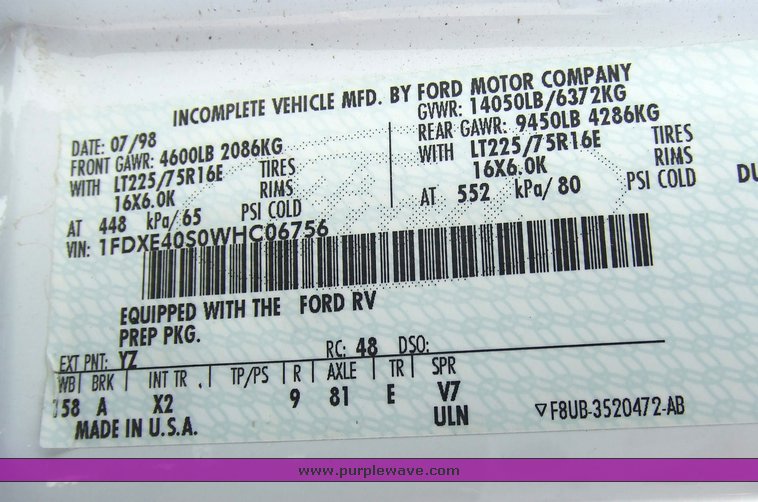 INCOMPLETE VEHICLE MFD. BY FORD MOTOR COMPANY
DATE: 07/98
GVWR: 14050LB/6372KG
FRONT GAWR: 4600LB 2086KG
REAR GAWR: 9450LB 4286KG
WITH LT225/75R16E TIRES
WITH LT225/75R16E TIRES
16X6.0K RIMS
16X6.0K RIMS
AT 448 kPa/65 PSI COLD
AT 552 kPa/80 PSI COLD
DU
VIN: 1FDXE40S0WHC06756
EQUIPPED WITH THE FORD RV
PREP PKG.
EXT PNT: YZ RC: 48 DSO:
WB BRK INT TR TP/PS R AXLE TR SPR
158 A X2 9 81 E V7
ULN
MADE IN U.S.A.
▽F8UB-3520472-AB
www.purplewave.com